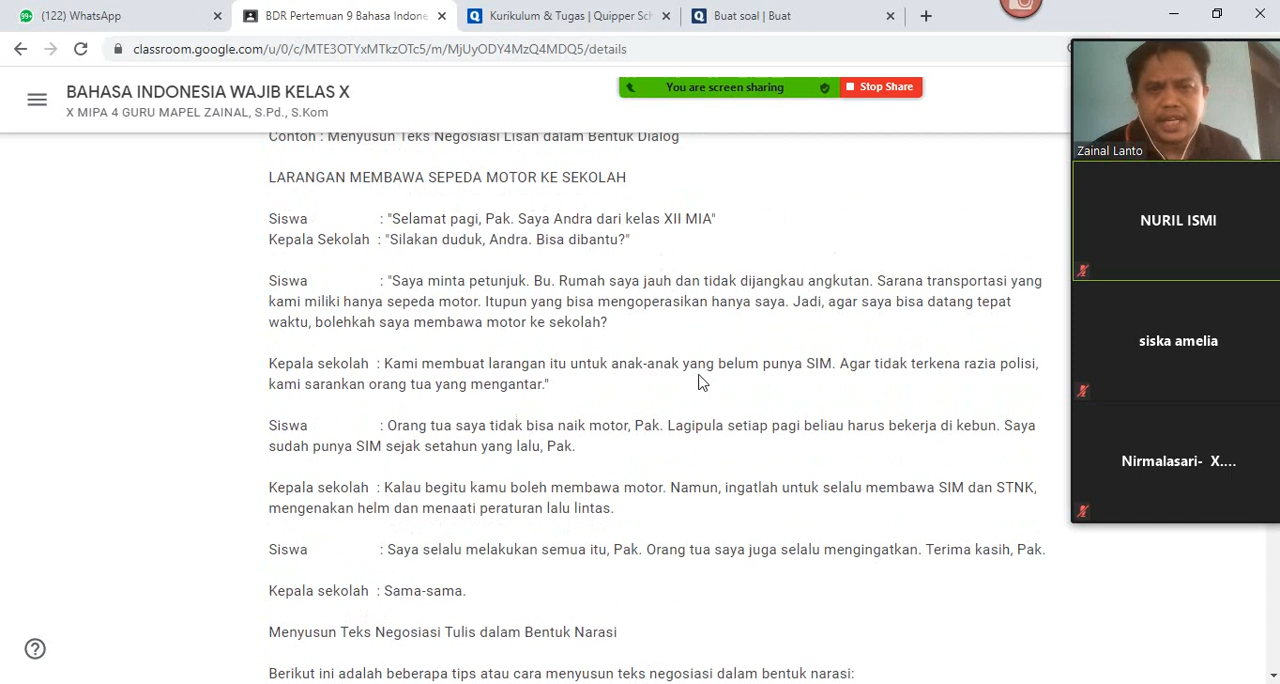 (122) WhatsApp
BDR Pertemuan 9 Bahasa Indone
Kurikulum & Tugas | Quipper Sch
Buat soal | Buat
classroom.google.com/u/0/c/MTE3OTYxMTkzOTc5/m/MjUyODY4MzQ4MDQ5/details
BAHASA INDONESIA WAJIB KELAS X
X MIPA 4 GURU MAPEL ZAINAL, S.Pd., S.Kom
You are screen sharing
Stop Share
Conton : Menyusun Teks Negosiasi Lisan dalam Bentuk Dialog
LARANGAN MEMBAWA SEPEDA MOTOR KE SEKOLAH
Siswa : "Selamat pagi, Pak. Saya Andra dari kelas XII MIA"
Kepala Sekolah : "Silakan duduk, Andra. Bisa dibantu?"
Siswa : "Saya minta petunjuk. Bu. Rumah saya jauh dan tidak dijangkau angkutan. Sarana transportasi yang
kami miliki hanya sepeda motor. Itupun yang bisa mengoperasikan hanya saya. Jadi, agar saya bisa datang tepat
waktu, bolehkah saya membawa motor ke sekolah?
Kepala sekolah : Kami membuat larangan itu untuk anak-anak yang belum punya SIM. Agar tidak terkena razia polisi,
kami sarankan orang tua yang mengantar."
Siswa : Orang tua saya tidak bisa naik motor, Pak. Lagipula setiap pagi beliau harus bekerja di kebun. Saya
sudah punya SIM sejak setahun yang lalu, Pak.
Kepala sekolah : Kalau begitu kamu boleh membawa motor. Namun, ingatlah untuk selalu membawa SIM dan STNK,
mengenakan helm dan menaati peraturan lalu lintas.
Siswa : Saya selalu melakukan semua itu, Pak. Orang tua saya juga selalu mengingatkan. Terima kasih, Pak.
Kepala sekolah : Sama-sama.
Menyusun Teks Negosiasi Tulis dalam Bentuk Narasi
Berikut ini adalah beberapa tips atau cara menyusun teks negosiasi dalam bentuk narasi:
Zainal Lanto
NURIL ISMI
siska amelia
Nirmalasari- X....